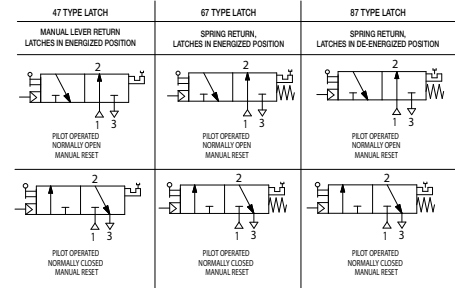 47 TYPE LATCH
67 TYPE LATCH
87 TYPE LATCH
MANUAL LEVER RETURN
LATCHES IN ENERGIZED POSITION
SPRING RETURN,
LATCHES IN ENERGIZED POSITION
SPRING RETURN,
LATCHES IN DE-ENERGIZED POSITION
2
1 3
PILOT OPERATED
NORMALLY OPEN
MANUAL RESET
2
1 3
PILOT OPERATED
NORMALLY OPEN
MANUAL RESET
2
1 3
PILOT OPERATED
NORMALLY OPEN
MANUAL RESET
2
1 3
PILOT OPERATED
NORMALLY CLOSED
MANUAL RESET
2
1 3
PILOT OPERATED
NORMALLY CLOSED
MANUAL RESET
2
1 3
PILOT OPERATED
NORMALLY CLOSED
MANUAL RESET